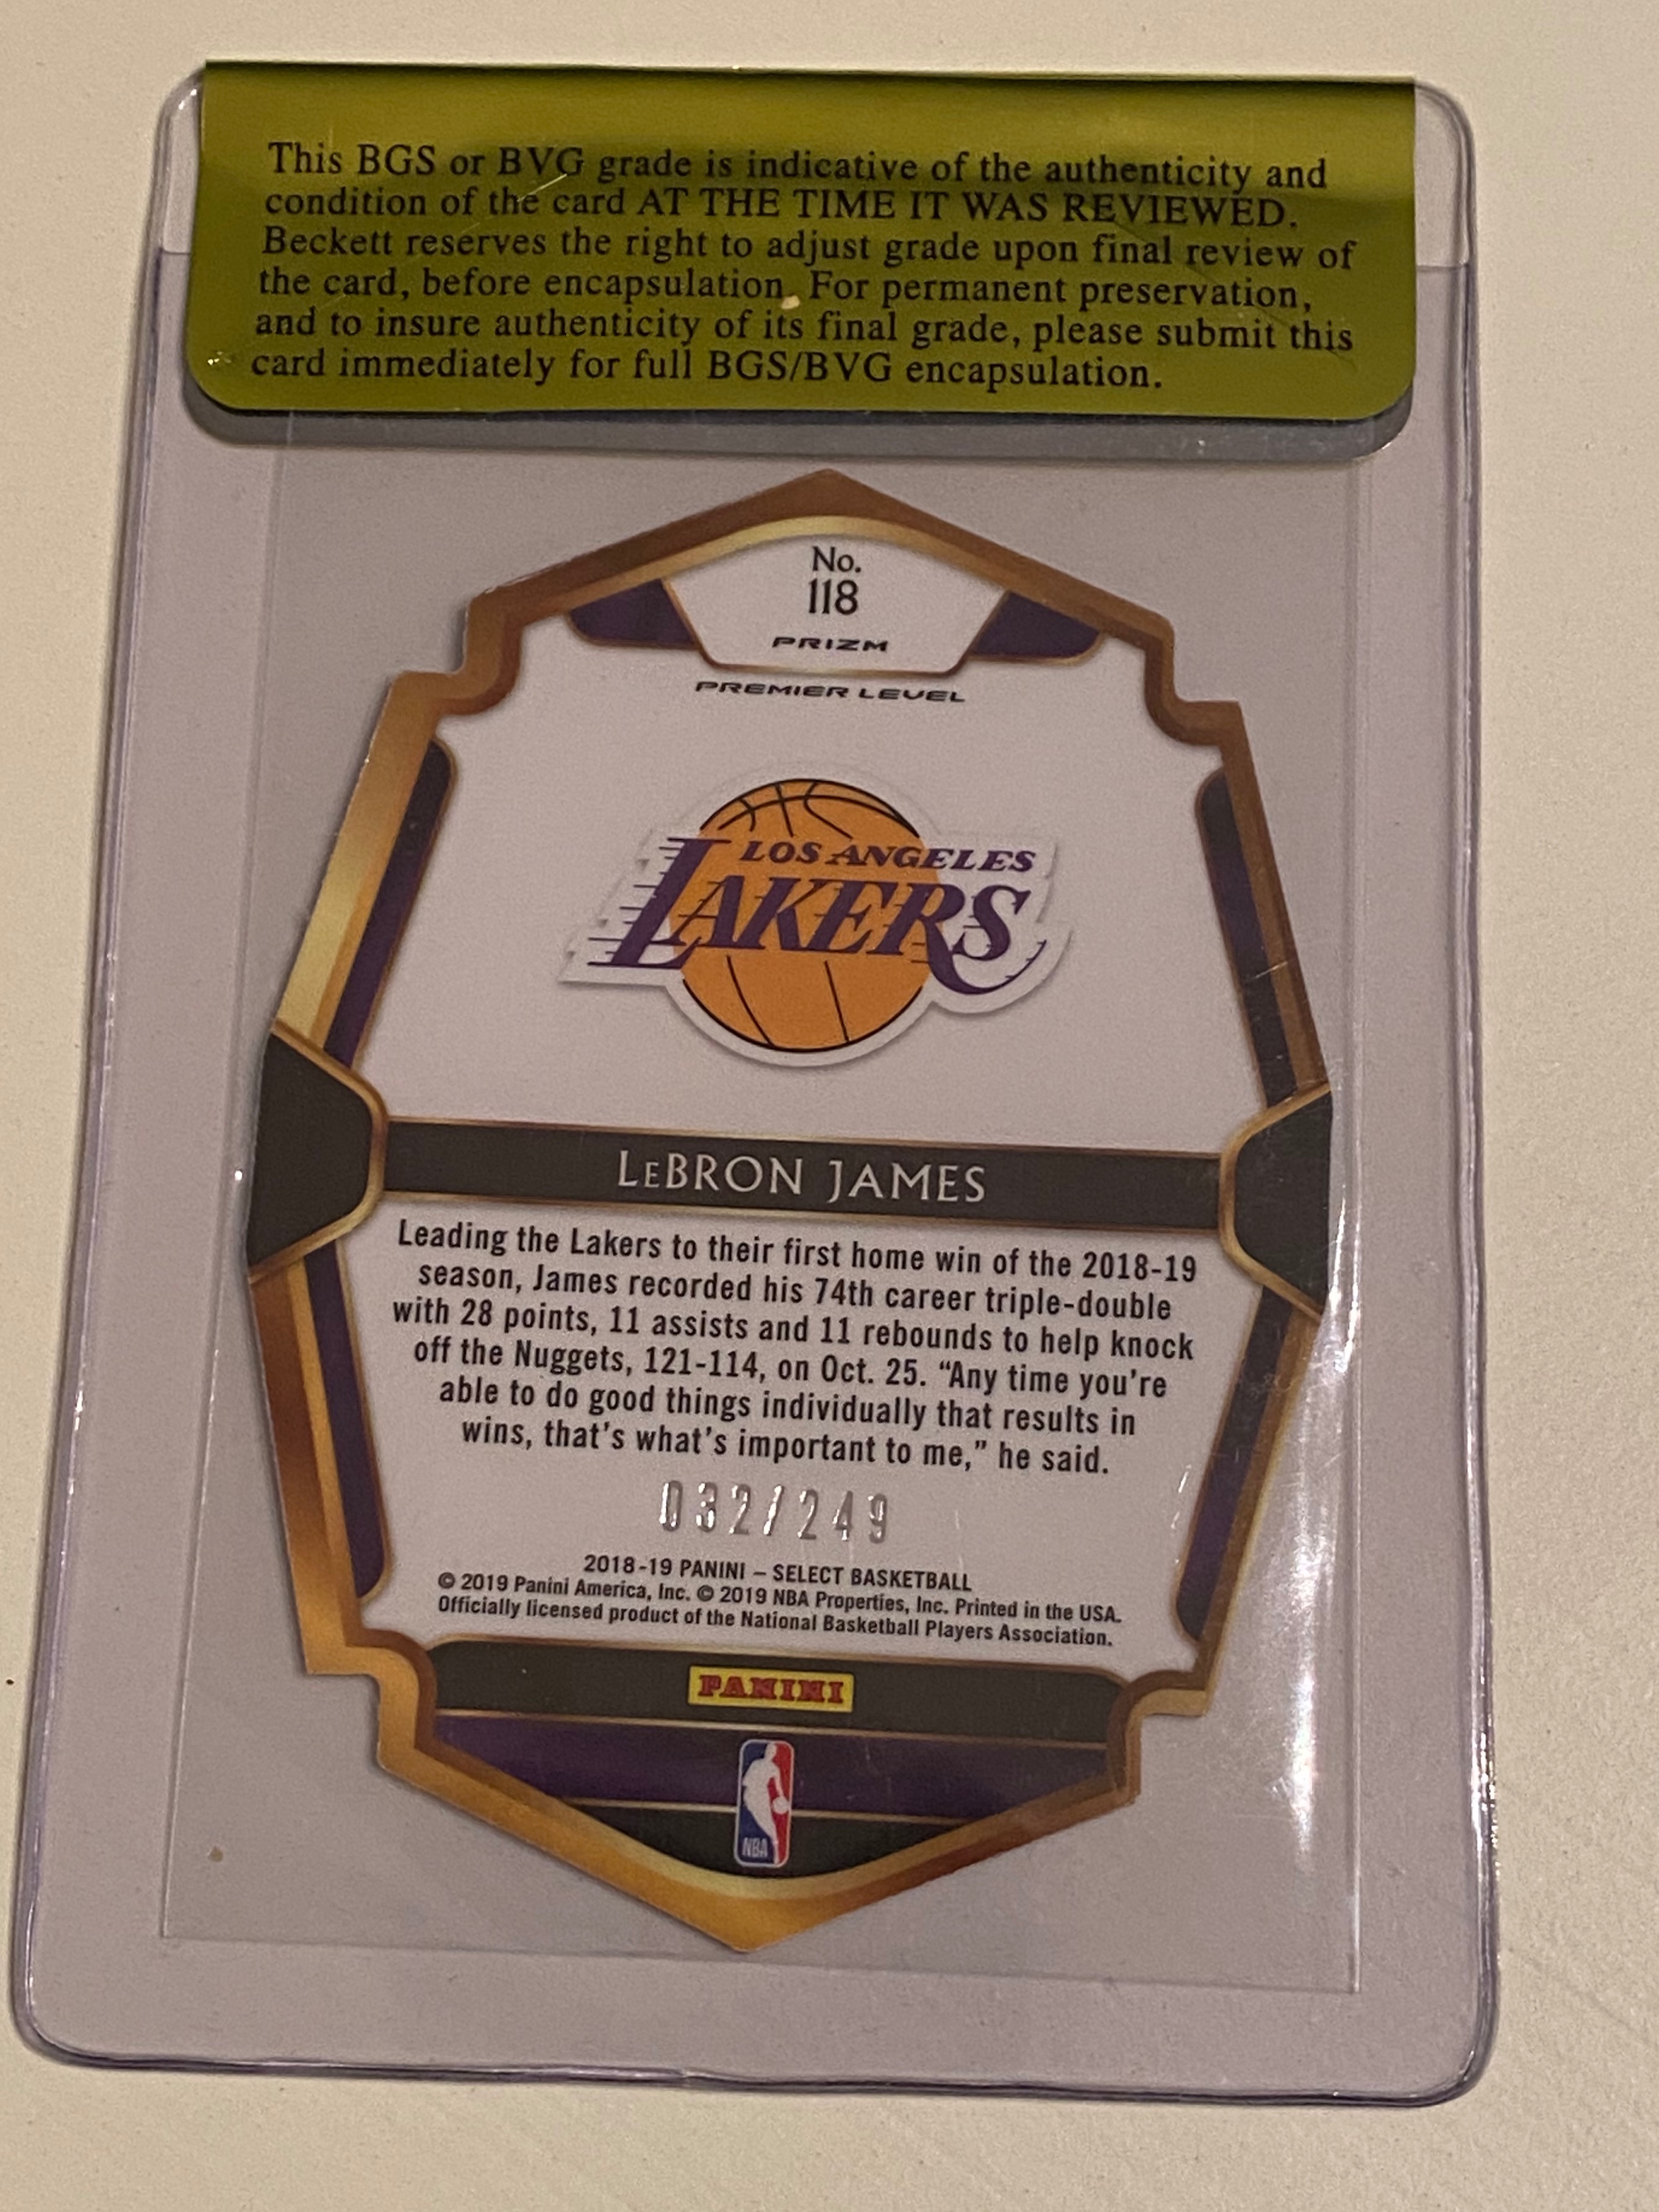 This BGS or BVG grade is indicative of the authenticity and
condition of the card AT THE TIME IT WAS REVIEWED.
Beckett reserves the right to adjust grade upon final review of
the card, before encapsulation. For permanent preservation,
and to insure authenticity of its final grade, please submit this
card immediately for full BGS/BVG encapsulation.
No.
118
PRIZM
PREMIER LEVEL
LOS ANGELES
LAKERS
LeBRON JAMES
Leading the Lakers to their first home win of the 2018-19
season, James recorded his 74th career triple-double
with 28 points, 11 assists and 11 rebounds to help knock
off the Nuggets, 121-114, on Oct. 25. “Any time you’re
able to do good things individually that results in
wins, that’s what’s important to me,” he said.
032/249
2018-19 PANINI – SELECT BASKETBALL
© 2019 Panini America, Inc. © 2019 NBA Properties, Inc. Printed in the USA.
Officially licensed product of the National Basketball Players Association.
PANINI
NBA